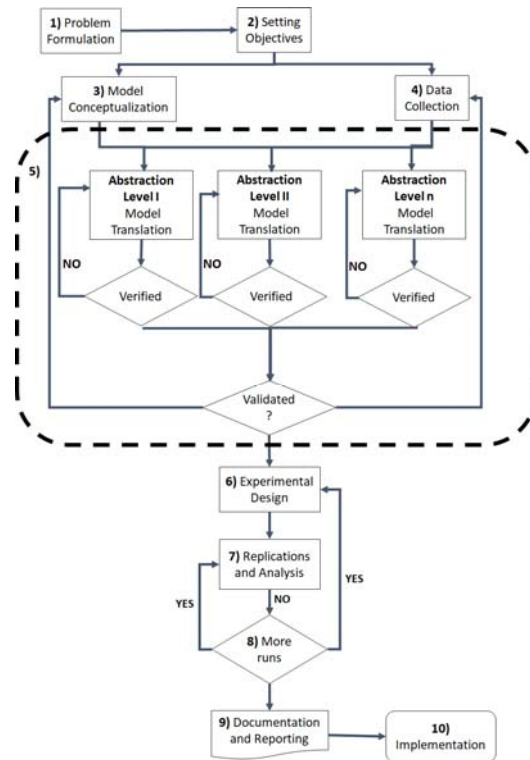 1) Problem
Formulation
2) Setting
Objectives
3) Model
Conceptualization
4) Data
Collection
5)
Abstraction
Level I
Model
Translation
Abstraction
Level II
Model
Translation
Abstraction
Level n
Model
Translation
NO
NO
NO
Verified
Verified
Verified
Validated
?
6) Experimental
Design
7) Replications
and Analysis
YES
NO
YES
8) More
runs
9) Documentation
and Reporting
10)
Implementation